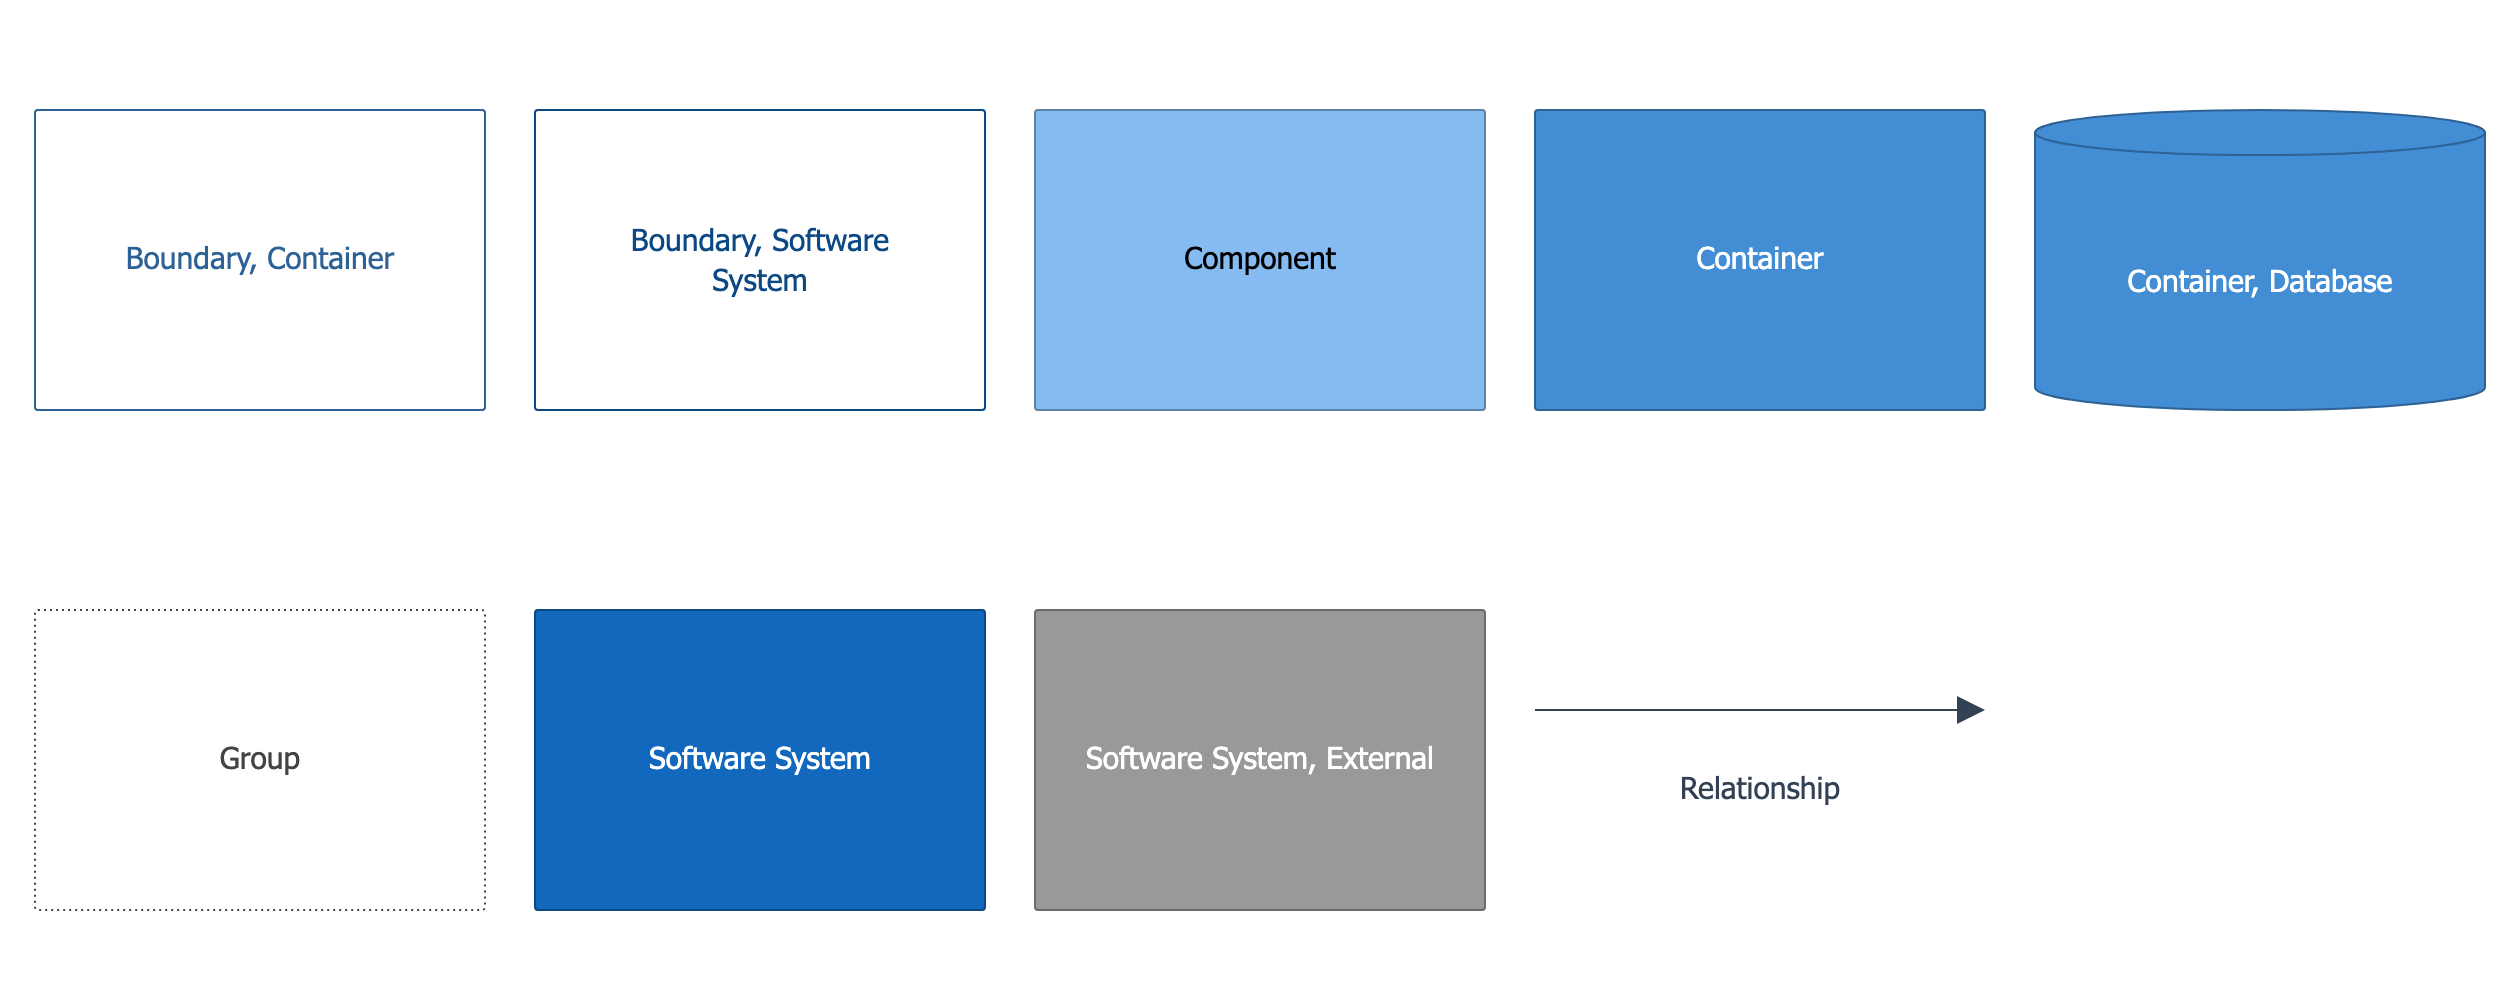 Boundary, Container
Boundary, Software
System
Component
Container
Container, Database
Group
Software System
Software System, External
Relationship